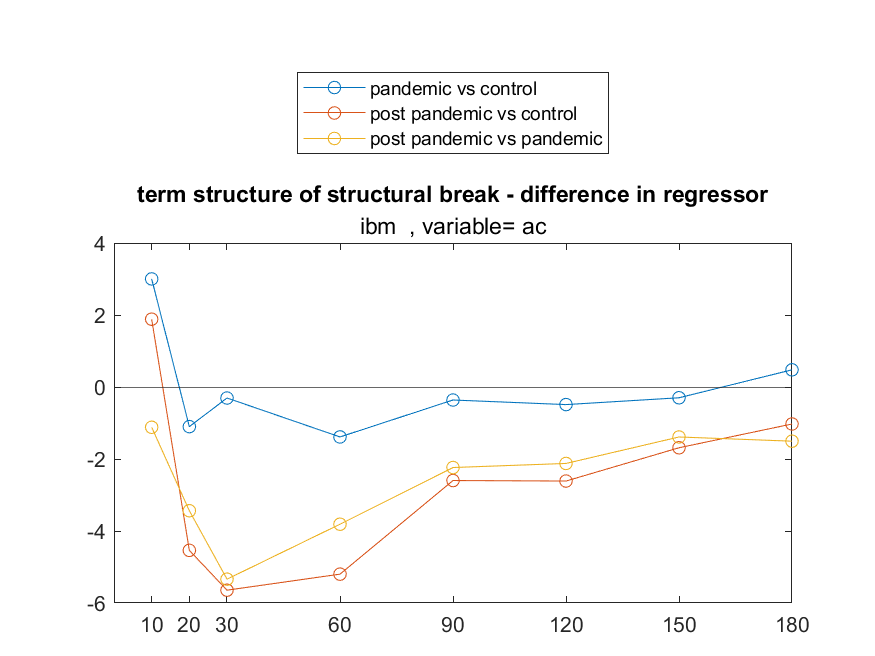 pandemic vs control
post pandemic vs control
post pandemic vs pandemic
term structure of structural break - difference in regressor
ibm  , variable= ac
4
2
0
-2
-4
-6
10 20 30 60 90 120 150 180